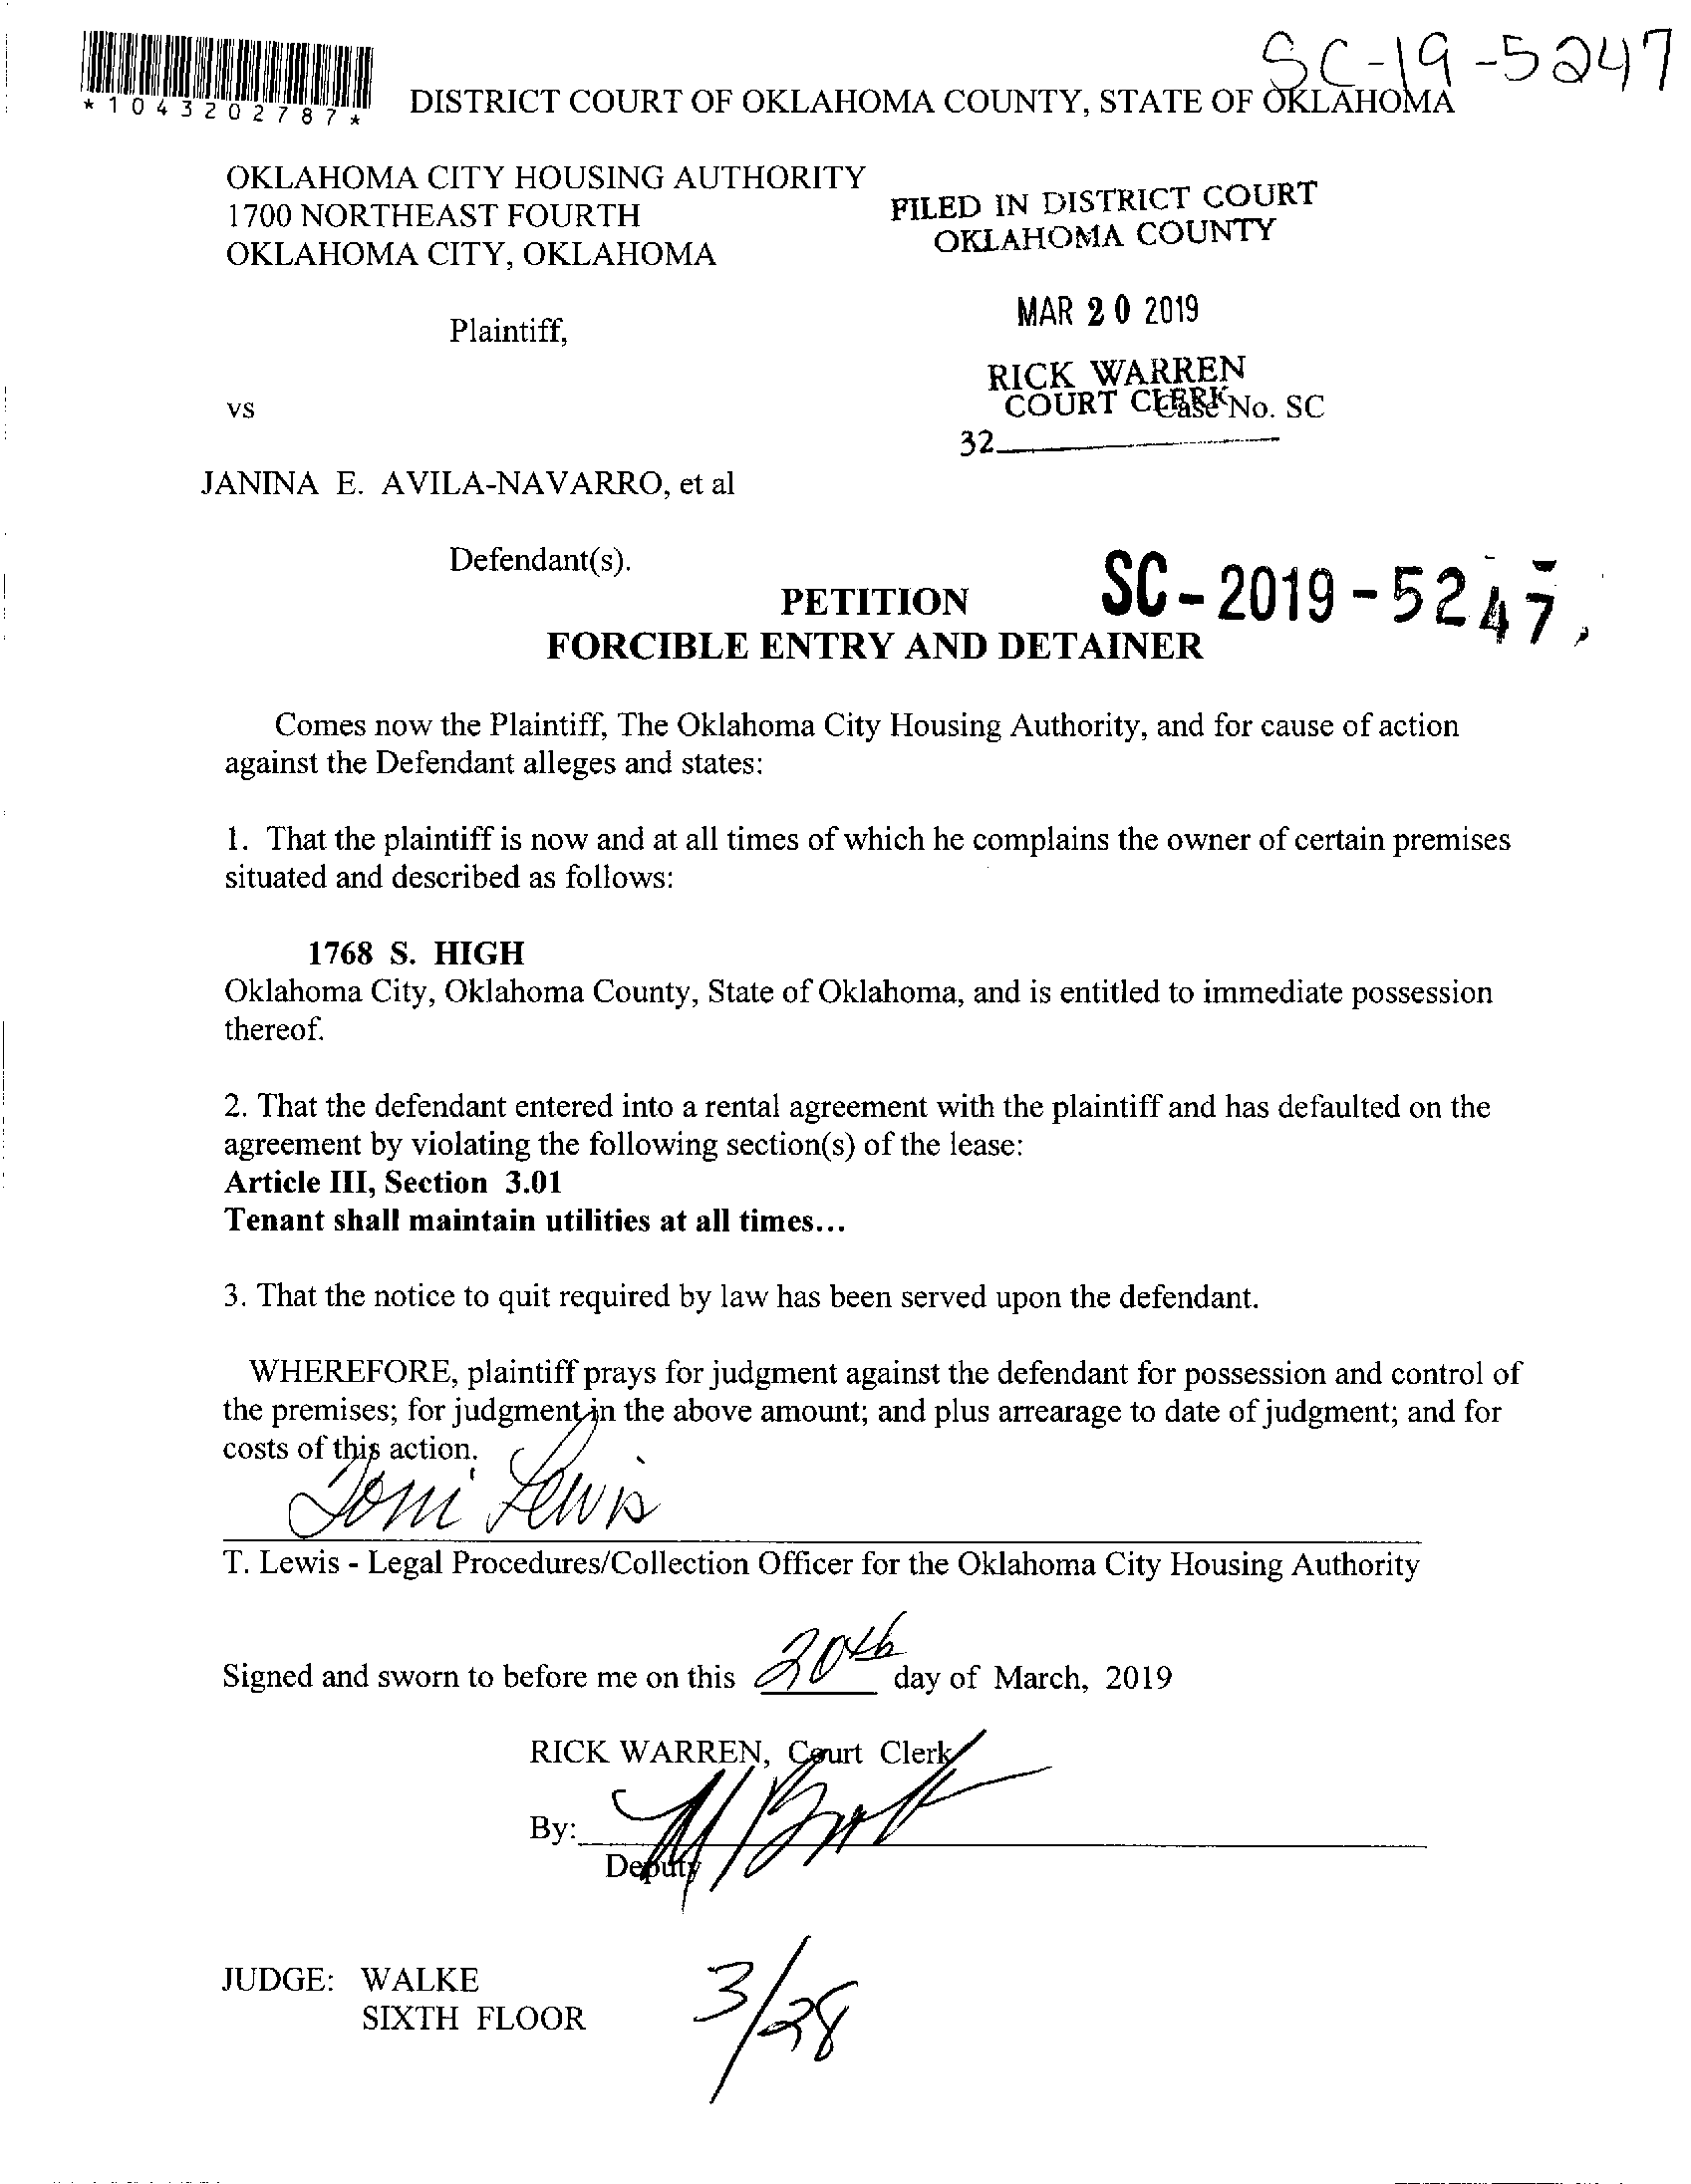 SC-19-5247
*1043202787*
DISTRICT COURT OF OKLAHOMA COUNTY, STATE OF OKLAHOMA
OKLAHOMA CITY HOUSING AUTHORITY
1700 NORTHEAST FOURTH
OKLAHOMA CITY, OKLAHOMA
FILED IN DISTRICT COURT
OKLAHOMA COUNTY
MAR 20 2019
Plaintiff,
RICK WARREN
COURT CLERK
Case No. SC
vs
32
JANINA E. AVILA-NAVARRO, et al
Defendant(s).
SC-2019-5247,
PETITION
FORCIBLE ENTRY AND DETAINER
Comes now the Plaintiff, The Oklahoma City Housing Authority, and for cause of action
against the Defendant alleges and states:
1. That the plaintiff is now and at all times of which he complains the owner of certain premises
situated and described as follows:
1768 S. HIGH
Oklahoma City, Oklahoma County, State of Oklahoma, and is entitled to immediate possession
thereof.
2. That the defendant entered into a rental agreement with the plaintiff and has defaulted on the
agreement by violating the following section(s) of the lease:
Article III, Section 3.01
Tenant shall maintain utilities at all times...
3. That the notice to quit required by law has been served upon the defendant.
WHEREFORE, plaintiff prays for judgment against the defendant for possession and control of
the premises; for judgment in the above amount; and plus arrearage to date of judgment; and for
costs of this action.
Toni Lewis
T. Lewis - Legal Procedures/Collection Officer for the Oklahoma City Housing Authority
Signed and sworn to before me on this 20th day of March, 2019
RICK WARREN, Court Clerk
By:
Deputy
JUDGE: WALKE
SIXTH FLOOR
3/28